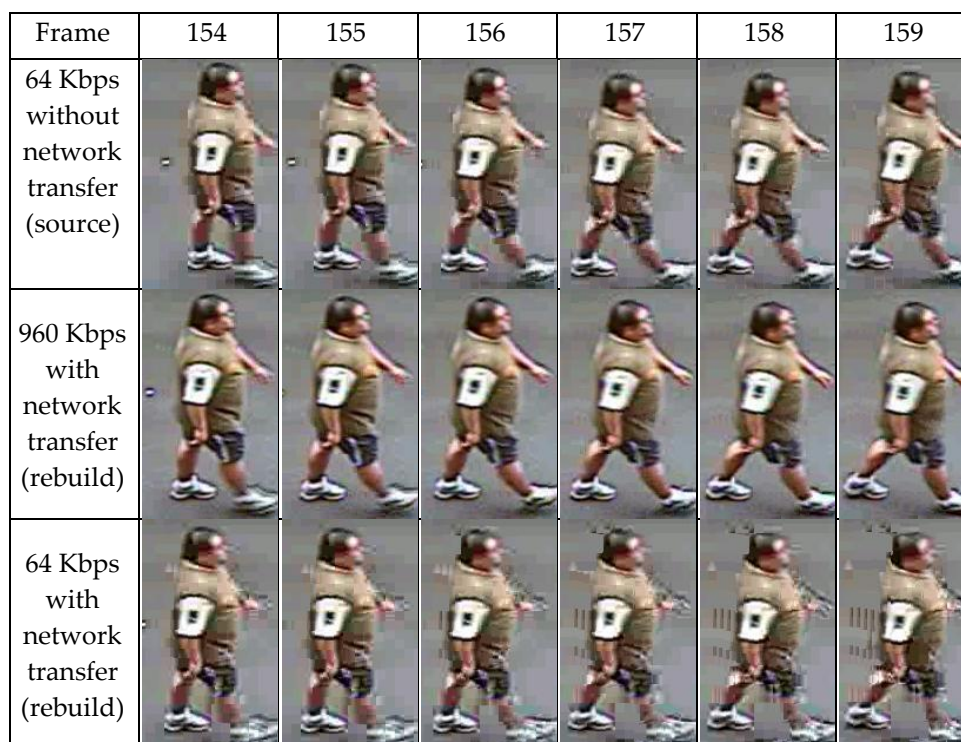 Frame 154 155 156 157 158 159
64 Kbps
without
network
transfer
(source)
960 Kbps
with
network
transfer
(rebuild)
64 Kbps
with
network
transfer
(rebuild)